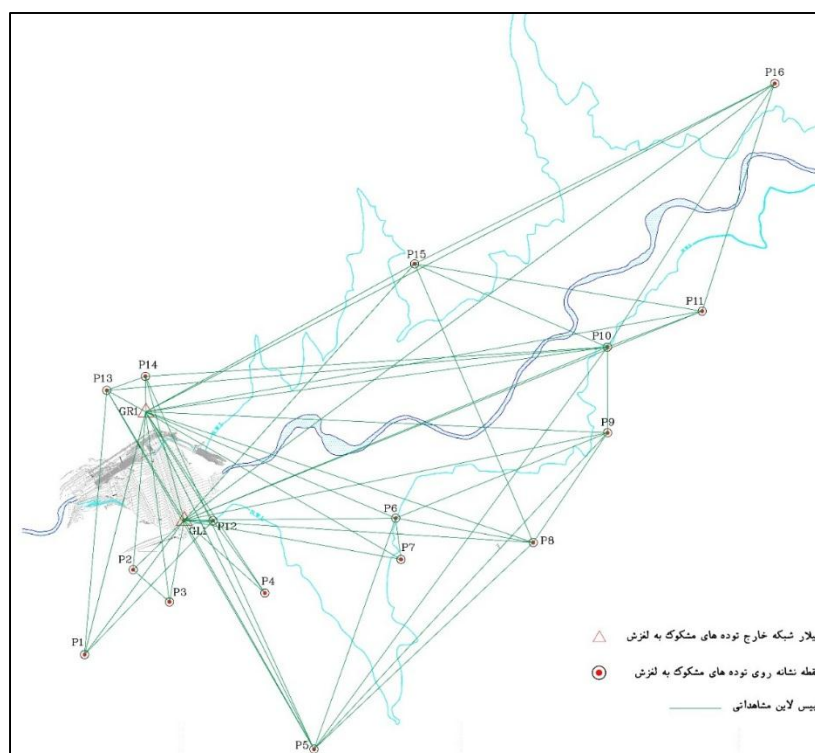 P16
P15
P11
P10
P14
P13
GR1
P9
P6
P12
GL1
P8
P7
P2
P4
P3
P1
P5
یلار شبکه خارج توده های مشکوک به لغزش
قطه نشانه روی توده های مشکوک به لغزش
بیس لاین مشاهداتی